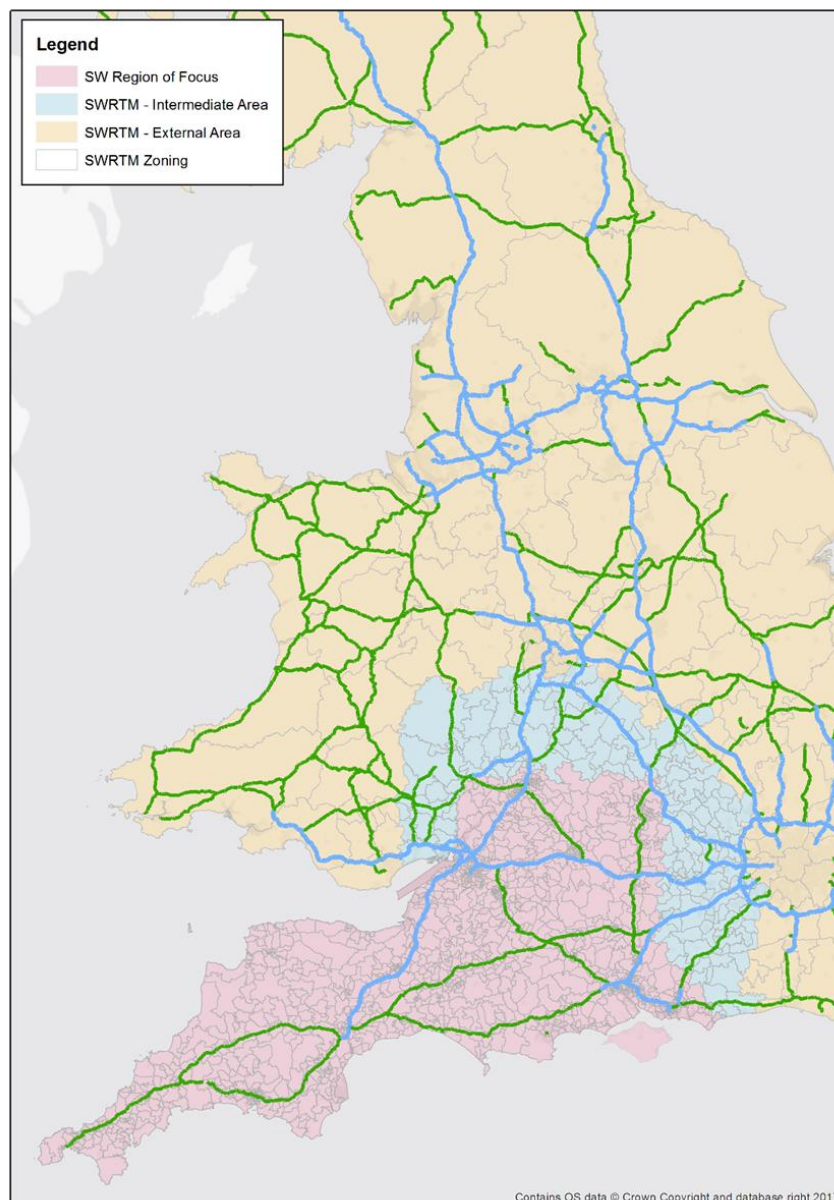 Legend
SW Region of Focus
SWRTM - Intermediate Area
SWRTM - External Area
SWRTM Zoning
Contains OS data © Crown Copyright and database right 201